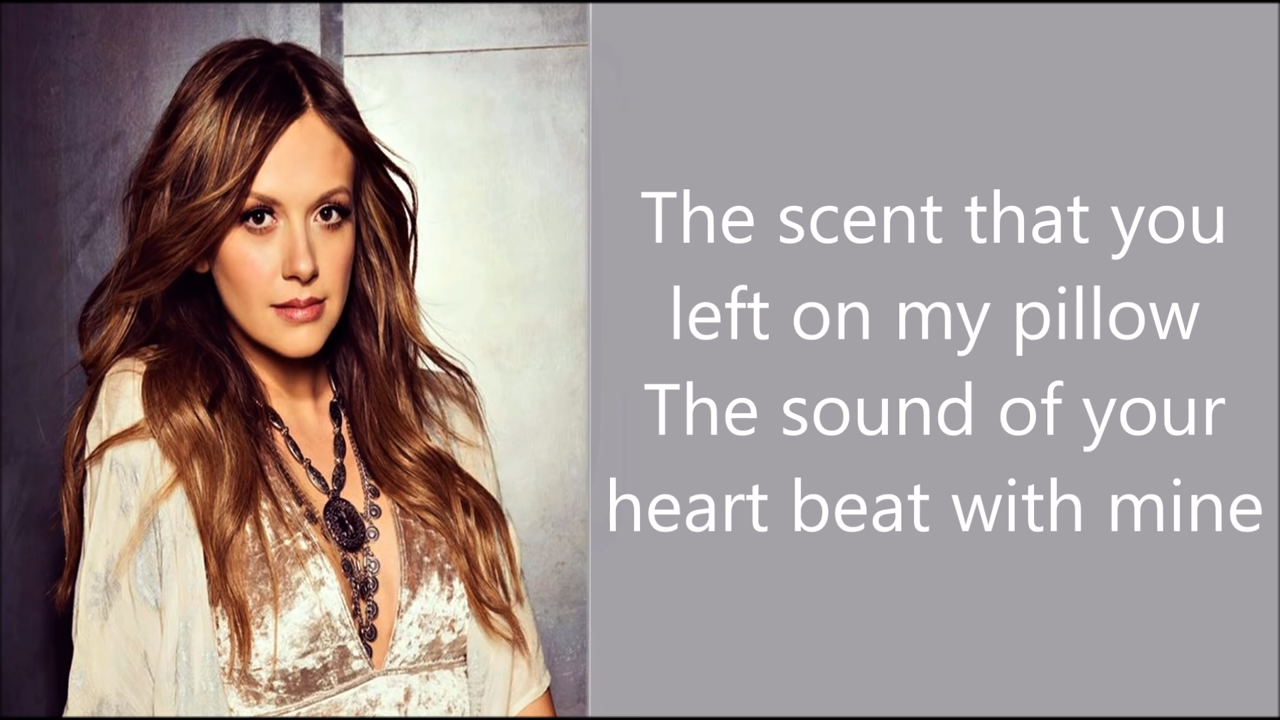 The scent that you
left on my pillow
The sound of your
heart beat with mine